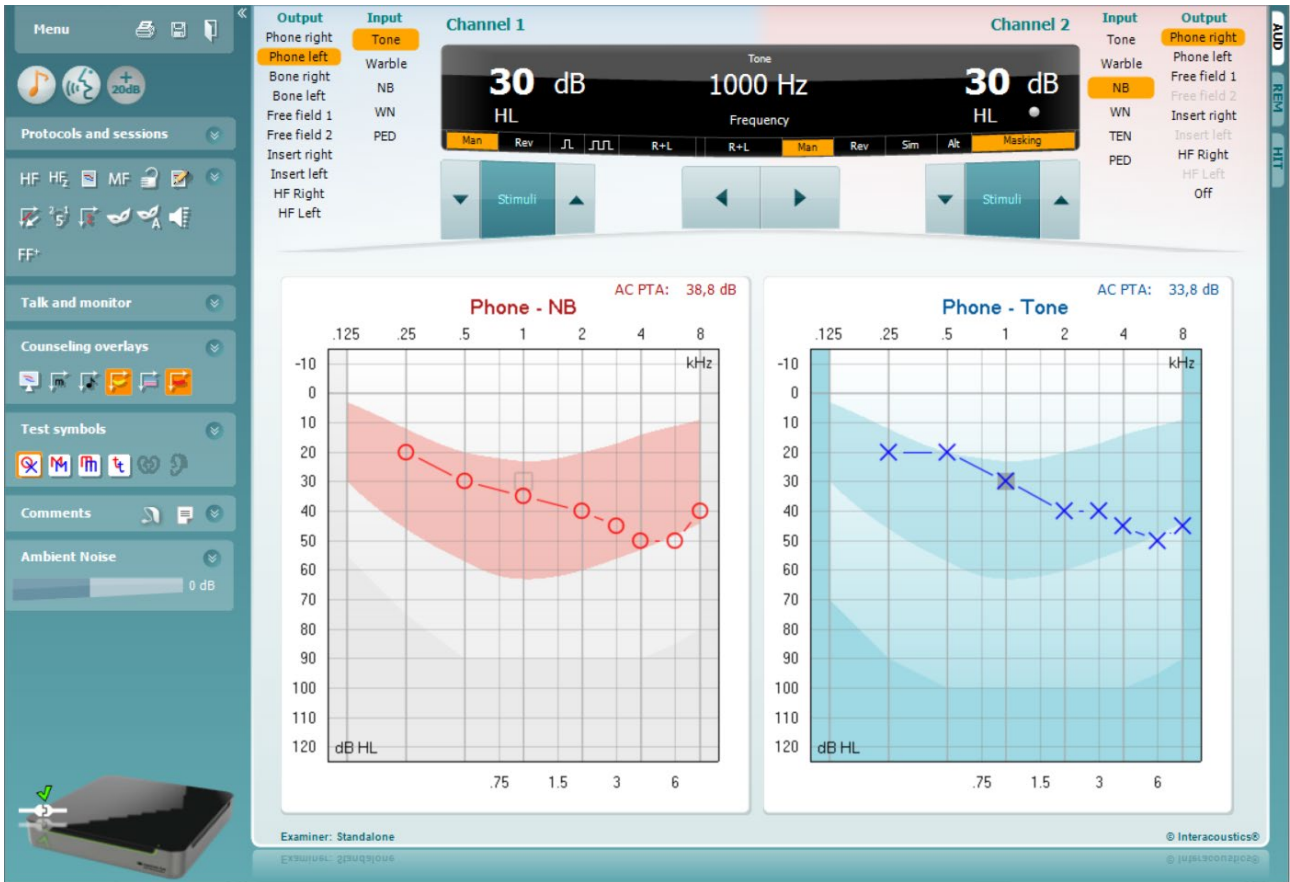 Menu
+
20dB
Protocols and sessions
HF HF2 MF
2 5 -1 A
FF+
Talk and monitor
Counseling overlays
m
Test symbols
M m t t
Comments
Ambient Noise
0 dB
Output
Phone right
Phone left
Bone right
Bone left
Free field 1
Free field 2
Insert right
Insert left
HF Right
HF Left
Input
Tone
Warble
NB
WN
PED
Channel 1
Channel 2
Tone
30 dB
1000 Hz
30 dB
HL
Frequency
HL
Man Rev R+L R+L Man Rev Sim Alt Masking
Stimuli
Stimuli
Input
Tone
Warble
NB
WN
TEN
PED
Output
Phone right
Phone left
Free field 1
Free field 2
Insert right
Insert left
HF Right
HF Left
Off
AUD
REM
HIT
AC PTA: 38,8 dB
Phone - NB
.125 .25 .5 1 2 4 8
kHz
-10
0
10
20
30
40
50
60
70
80
90
100
110
120
dB HL
.75 1.5 3 6
AC PTA: 33,8 dB
Phone - Tone
.125 .25 .5 1 2 4 8
kHz
-10
0
10
20
30
40
50
60
70
80
90
100
110
120
dB HL
.75 1.5 3 6
Examiner: Standalone
© Interacoustics®